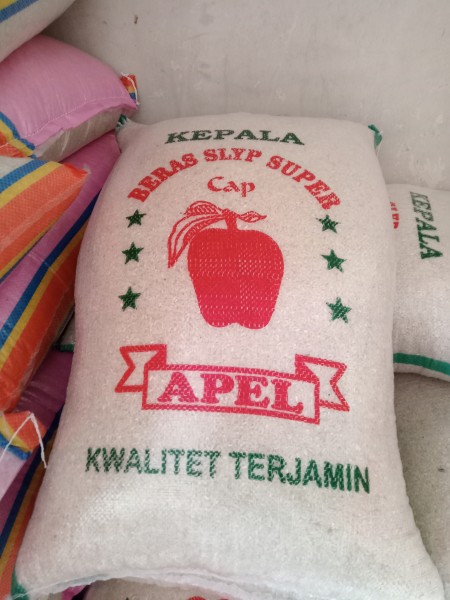 KEPALA
BERAS SLYP SUPER
Cap
APEL
KWALITET TERJAMIN
KEPALA